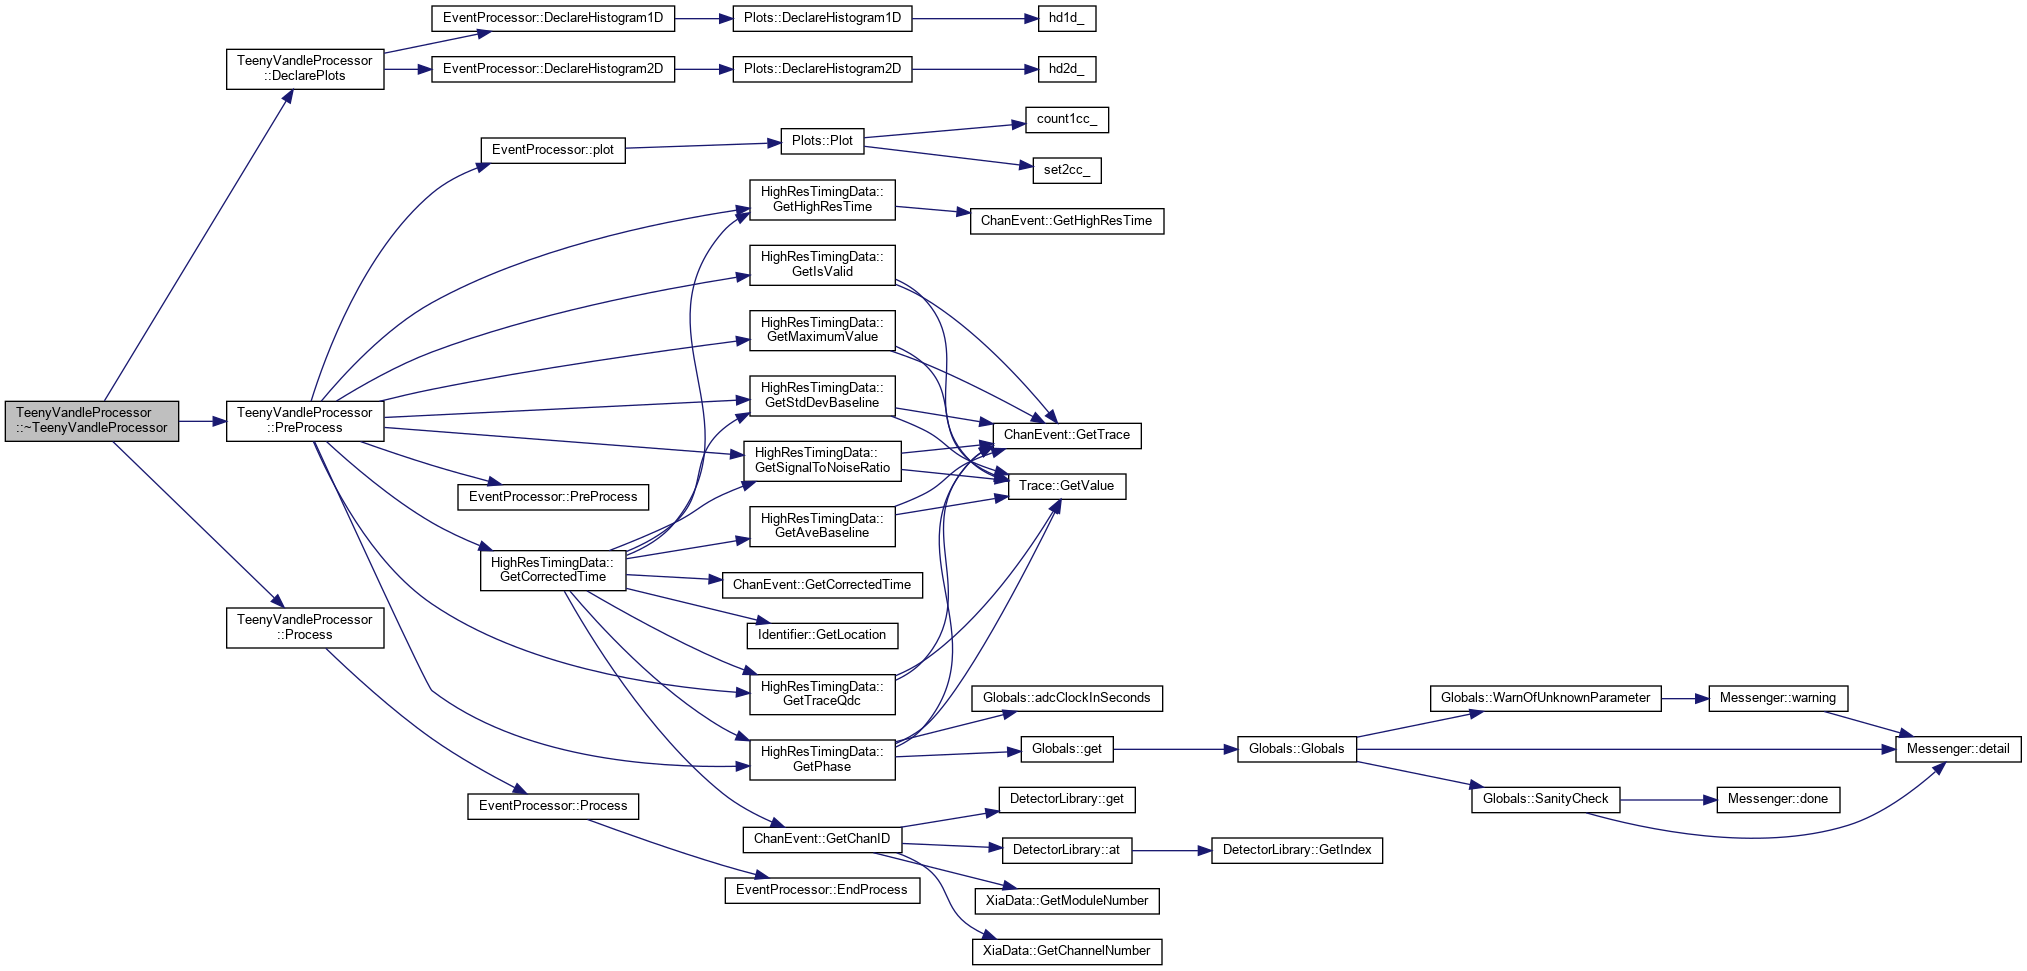 TeenyVandleProcessor
::~TeenyVandleProcessor
TeenyVandleProcessor
::DeclarePlots
TeenyVandleProcessor
::PreProcess
TeenyVandleProcessor
::Process
EventProcessor::DeclareHistogram1D
EventProcessor::DeclareHistogram2D
EventProcessor::plot
EventProcessor::PreProcess
HighResTimingData::
GetCorrectedTime
EventProcessor::Process
Plots::DeclareHistogram1D
Plots::DeclareHistogram2D
Plots::Plot
HighResTimingData::
GetHighResTime
HighResTimingData::
GetIsValid
HighResTimingData::
GetMaximumValue
HighResTimingData::
GetStdDevBaseline
HighResTimingData::
GetSignalToNoiseRatio
HighResTimingData::
GetAveBaseline
ChanEvent::GetCorrectedTime
Identifier::GetLocation
HighResTimingData::
GetTraceQdc
HighResTimingData::
GetPhase
ChanEvent::GetChanID
EventProcessor::EndProcess
hd1d_
hd2d_
count1cc_
set2cc_
ChanEvent::GetHighResTime
ChanEvent::GetTrace
Trace::GetValue
Globals::adcClockInSeconds
Globals::get
DetectorLibrary::get
DetectorLibrary::at
XiaData::GetModuleNumber
XiaData::GetChannelNumber
Globals::Globals
DetectorLibrary::GetIndex
Globals::WarnOfUnknownParameter
Globals::SanityCheck
Messenger::warning
Messenger::done
Messenger::detail